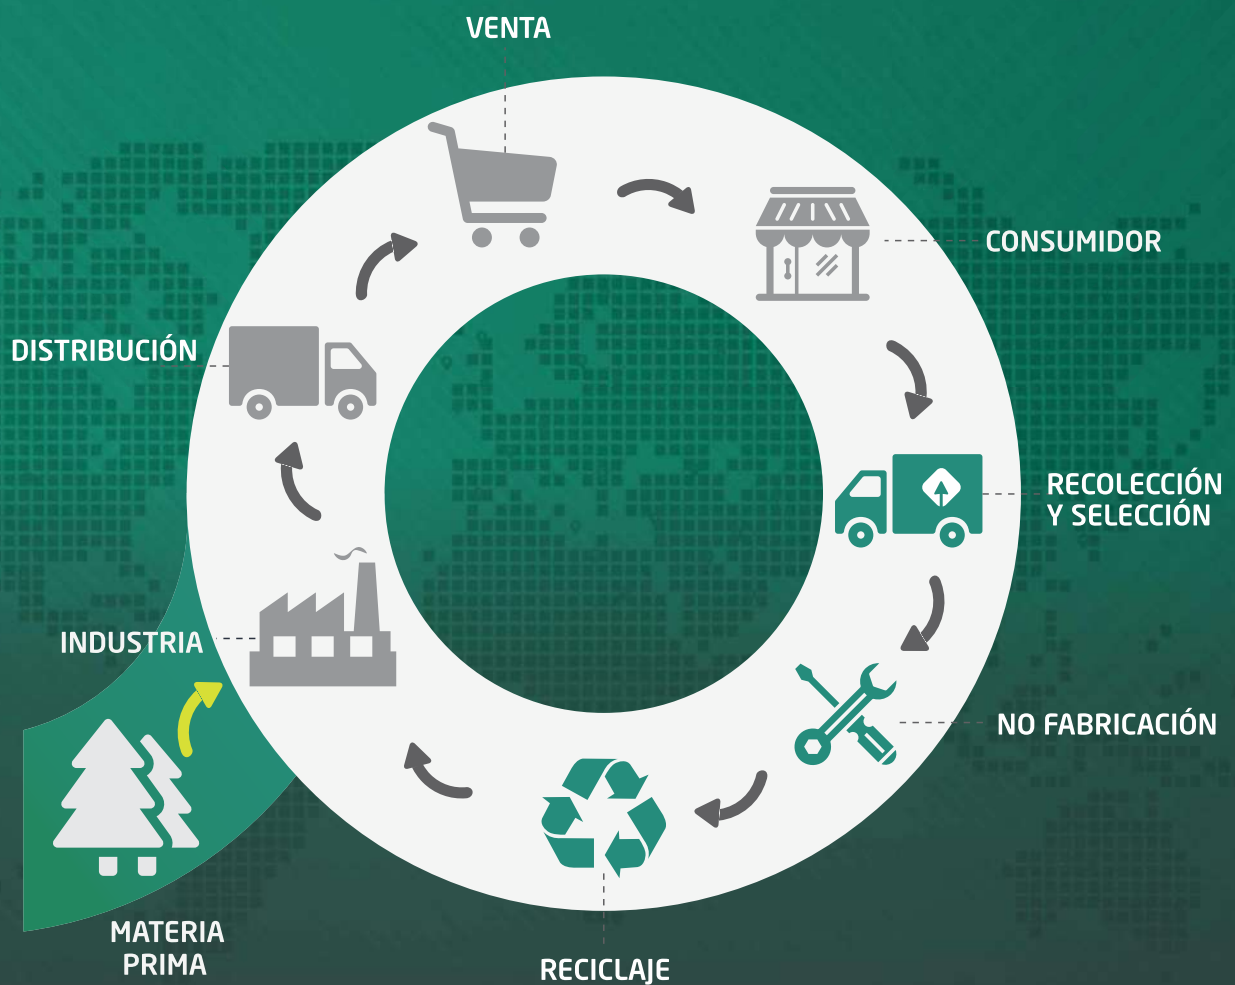 VENTA
CONSUMIDOR
DISTRIBUCIÓN
RECOLECCIÓN
Y SELECCIÓN
INDUSTRIA
NO FABRICACIÓN
MATERIA
PRIMA
RECICLAJE